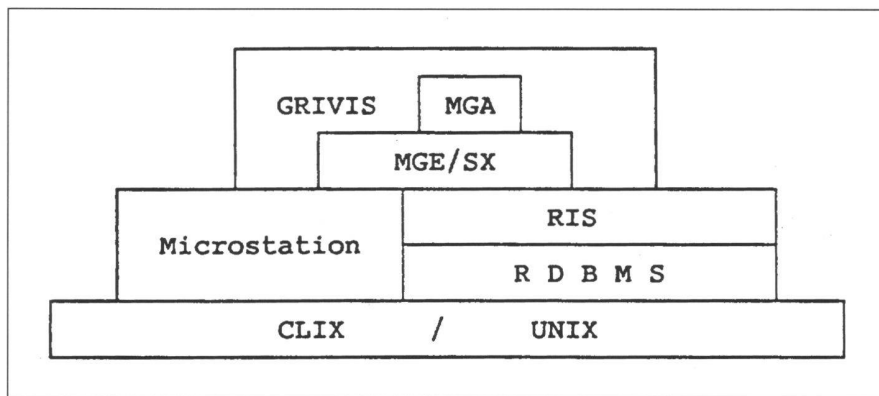 GRIVIS MGA
MGE/SX
RIS
Microstation
R D B M S
CLIX / UNIX